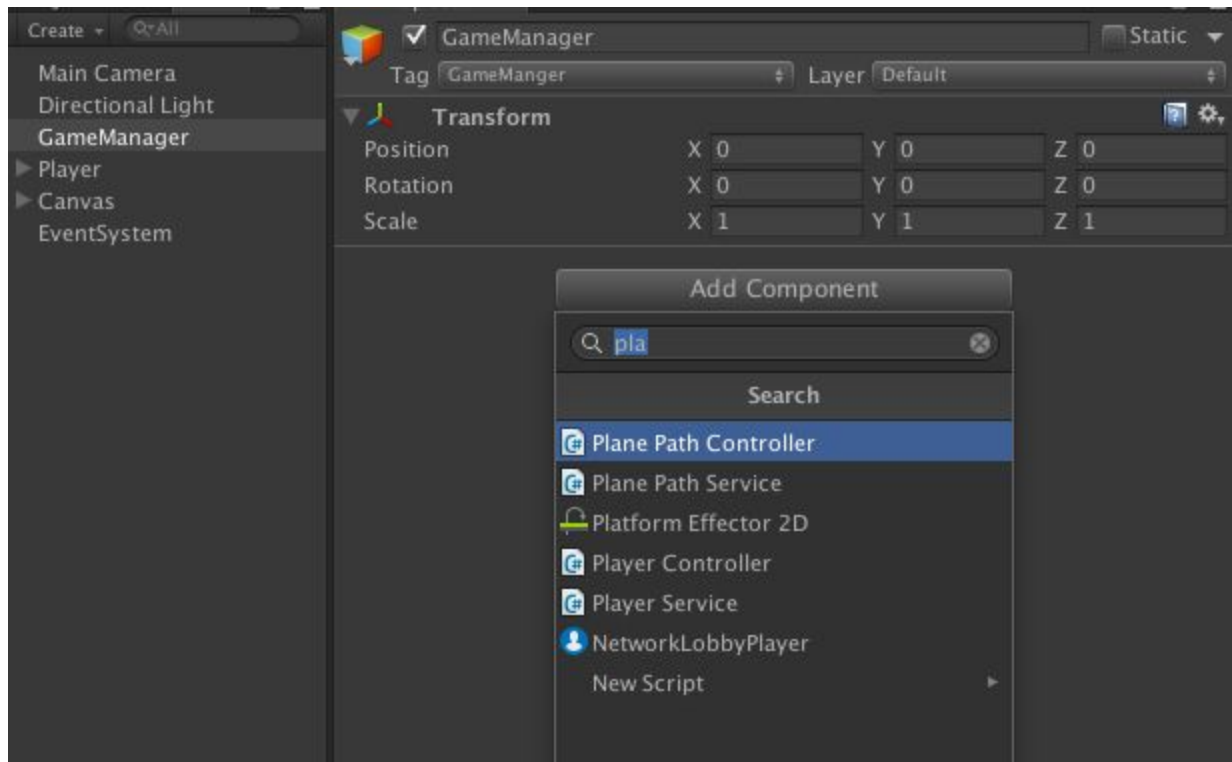 Create
All
Main Camera
Directional Light
GameManager
Player
Canvas
EventSystem
GameManager
Static
Tag GameManger Layer Default
Transform
Position X 0 Y 0 Z 0
Rotation X 0 Y 0 Z 0
Scale X 1 Y 1 Z 1
Add Component
pla
Search
Plane Path Controller
Plane Path Service
Platform Effector 2D
Player Controller
Player Service
NetworkLobbyPlayer
New Script